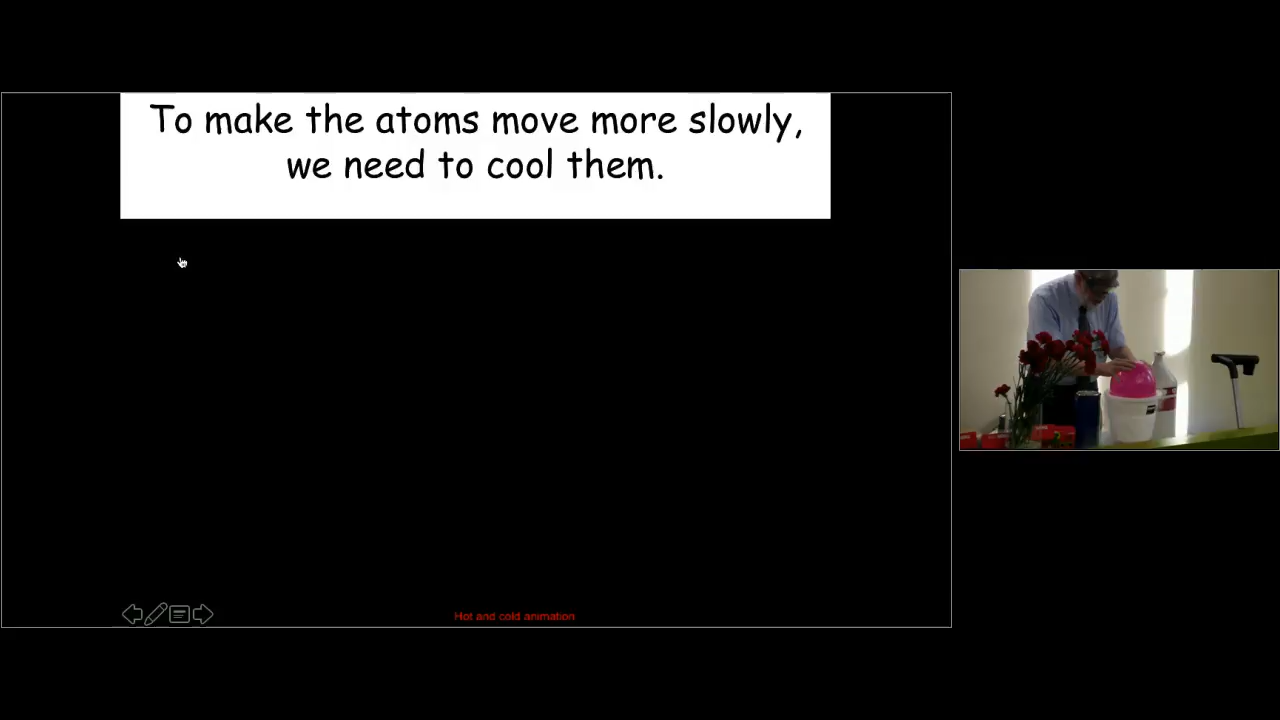 To make the atoms move more slowly,
we need to cool them.
Hot and cold animation